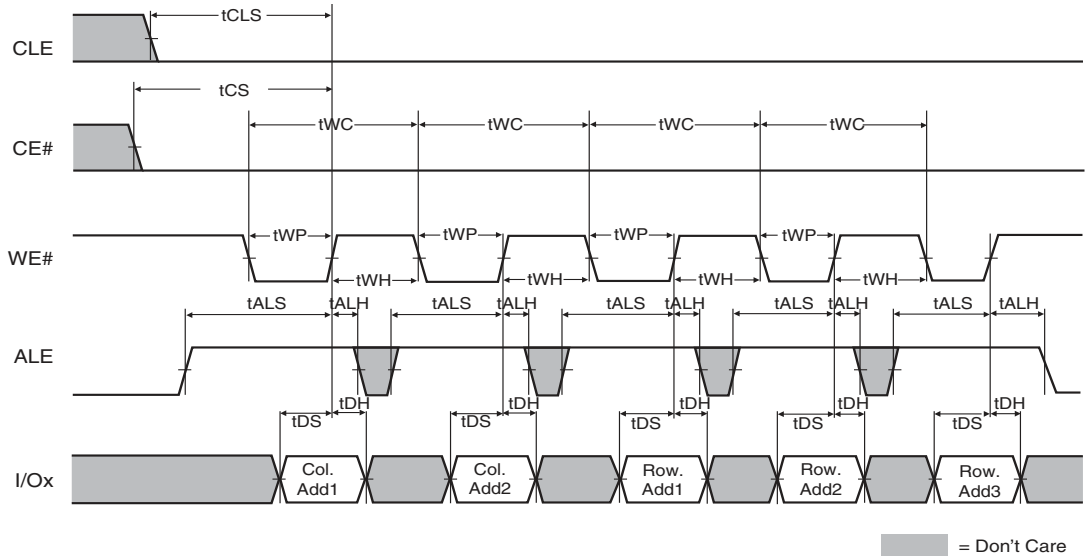 tCLS
CLE
tCS
tWC tWC tWC tWC
CE#
tWP tWP tWP tWP
WE#
tWH tWH tWH tWH
tALS tALH tALS tALH tALS tALH tALS tALH tALS tALH
ALE
tDH tDH tDH tDH tDH
tDS tDS tDS tDS tDS
I/Ox
Col. Add1
Col. Add2
Row. Add1
Row. Add2
Row. Add3
= Don't Care